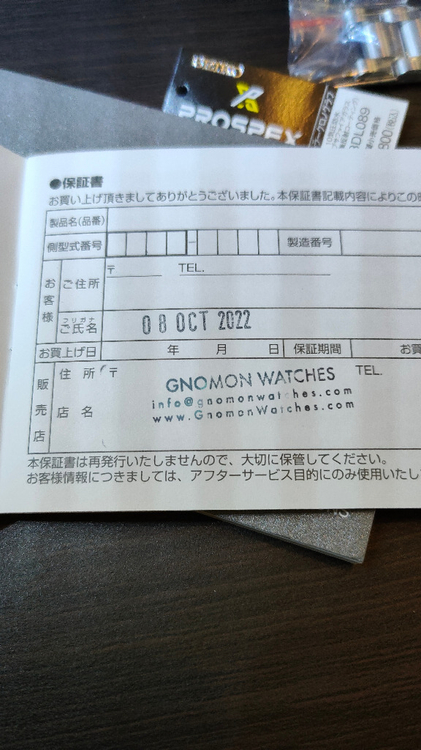 PROSPEX
BDL089
●保証書
お買い上げ頂きましてありがとうございました。本保証書記載内容によりこの
製品名(品番)
側型式番号
製造番号
お客様
ご住所
〒
TEL.
フリガナ
ご氏名
08 OCT 2022
お買上げ日
年 月 日
保証期間
お買
販売店
住所
〒
TEL.
店名
GNOMON WATCHES
info@gnomonwatches.com
www.GnomonWatches.com
本保証書は再発行いたしませんので、大切に保管してください。
お客様情報につきましては、アフターサービス目的にのみ使用いたし